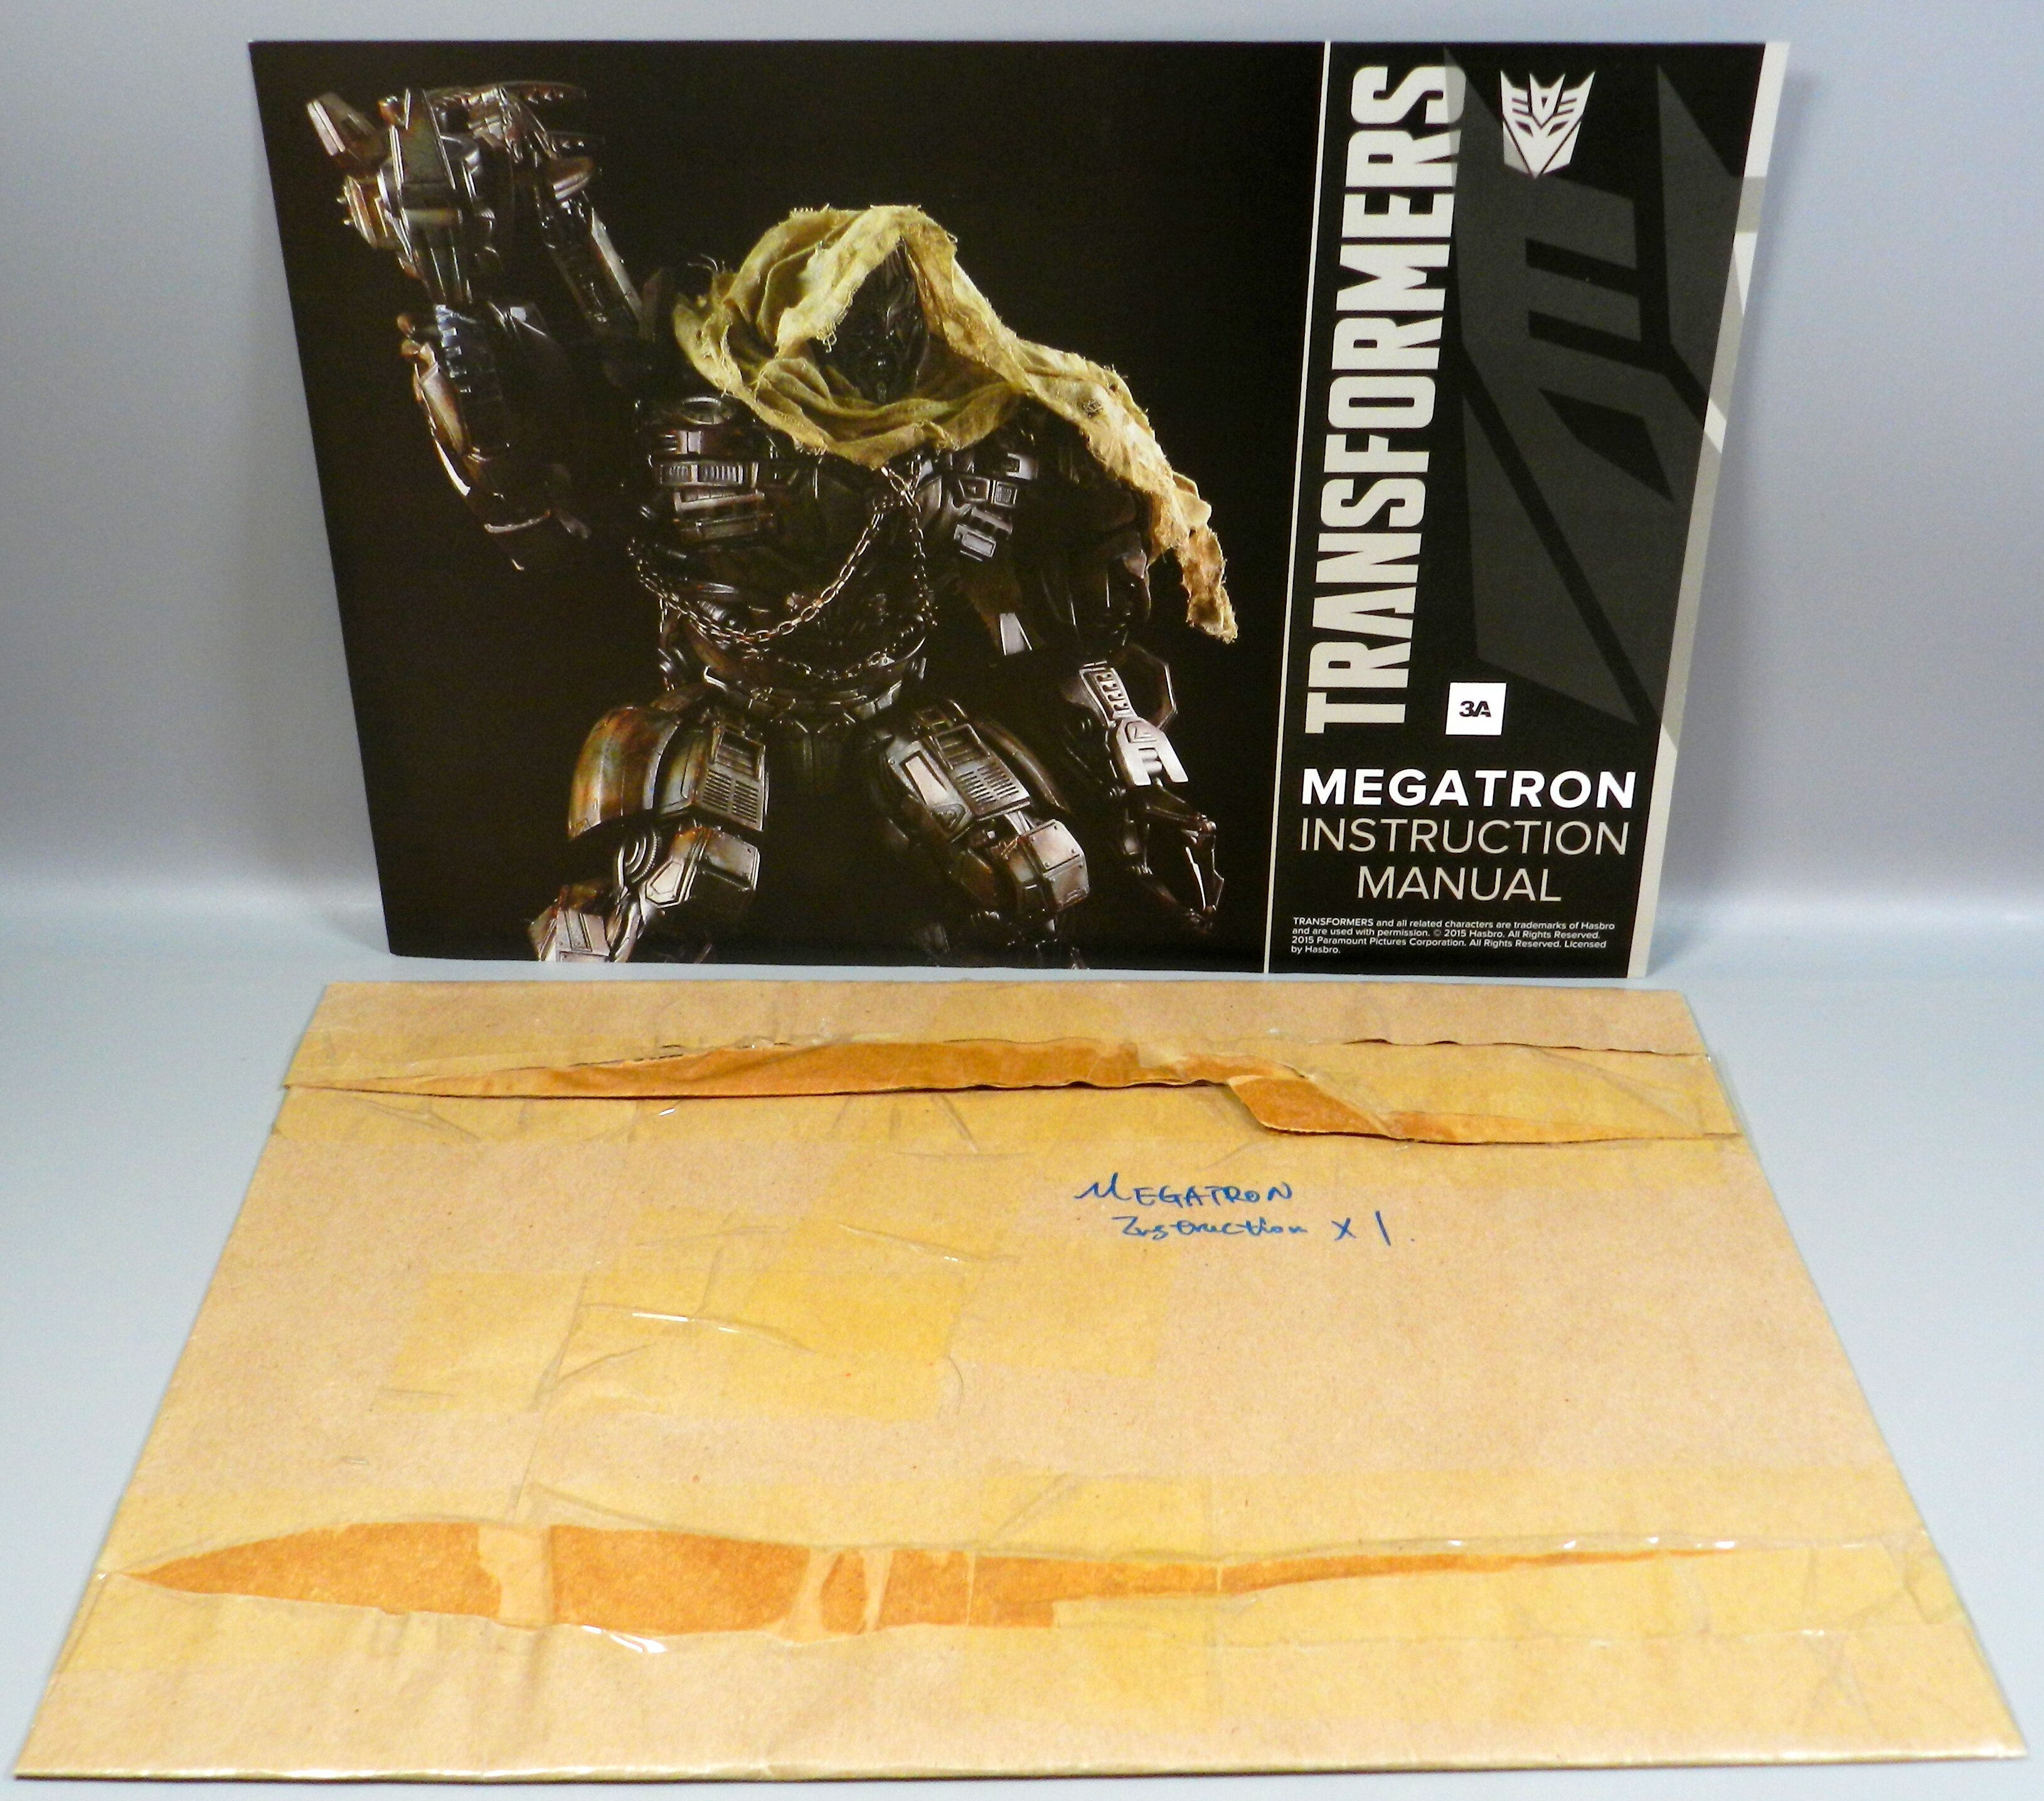 TRANSFORMERS
3A
MEGATRON
INSTRUCTION
MANUAL
TRANSFORMERS and all related characters are trademarks of Hasbro
and are used with permission. © 2015 Hasbro. All Rights Reserved.
2015 Paramount Pictures Corporation. All Rights Reserved. Licensed
by Hasbro.
MEGATRON
Instruction x 1.